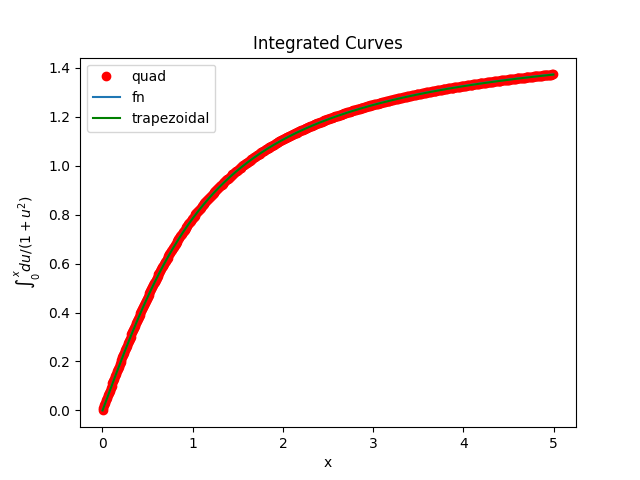 Integrated Curves
quad
fn
trapezoidal
1.4
1.2
1.0
0.8
0.6
0.4
0.2
0.0
∫₀ˣ du/(1 + u²)
0 1 2 3 4 5
x